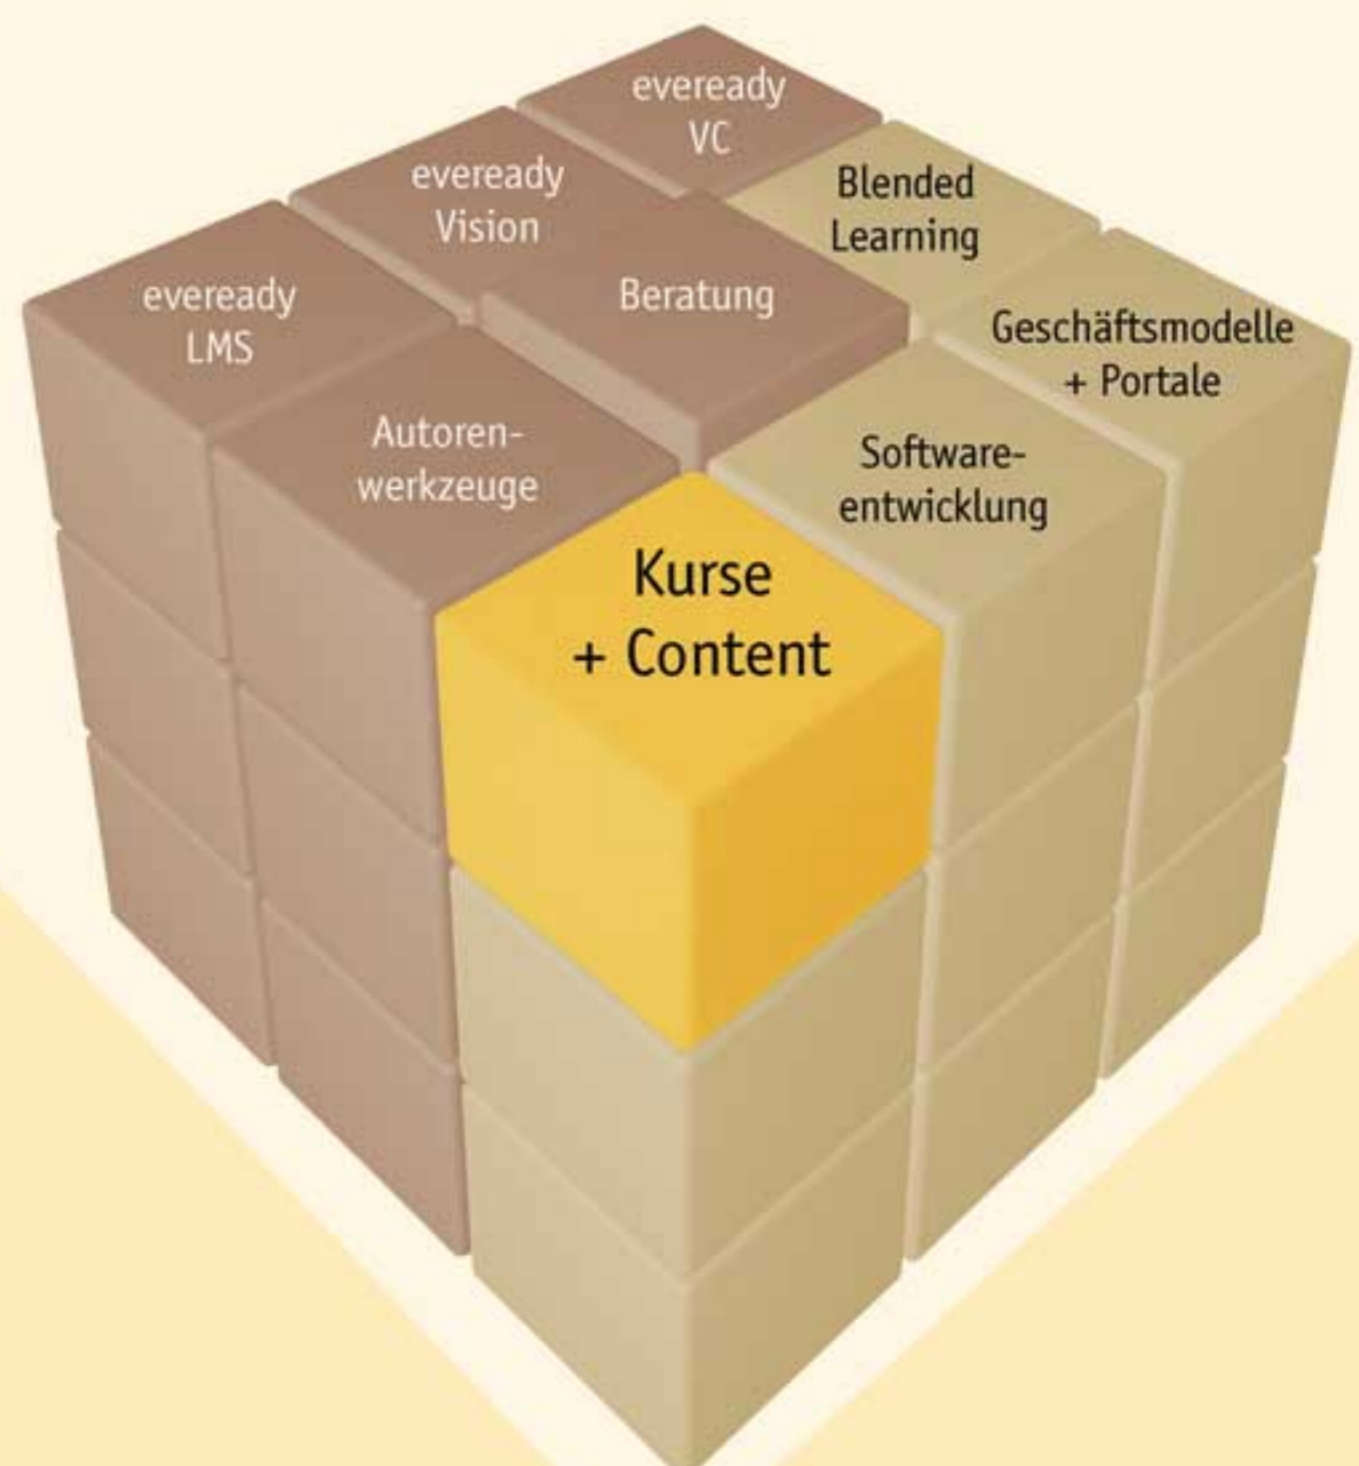 eveready
VC
eveready
Vision
Blended
Learning
eveready
LMS
Beratung
Geschäftsmodelle
+ Portale
Autoren-
werkzeuge
Software-
entwicklung
Kurse
+ Content